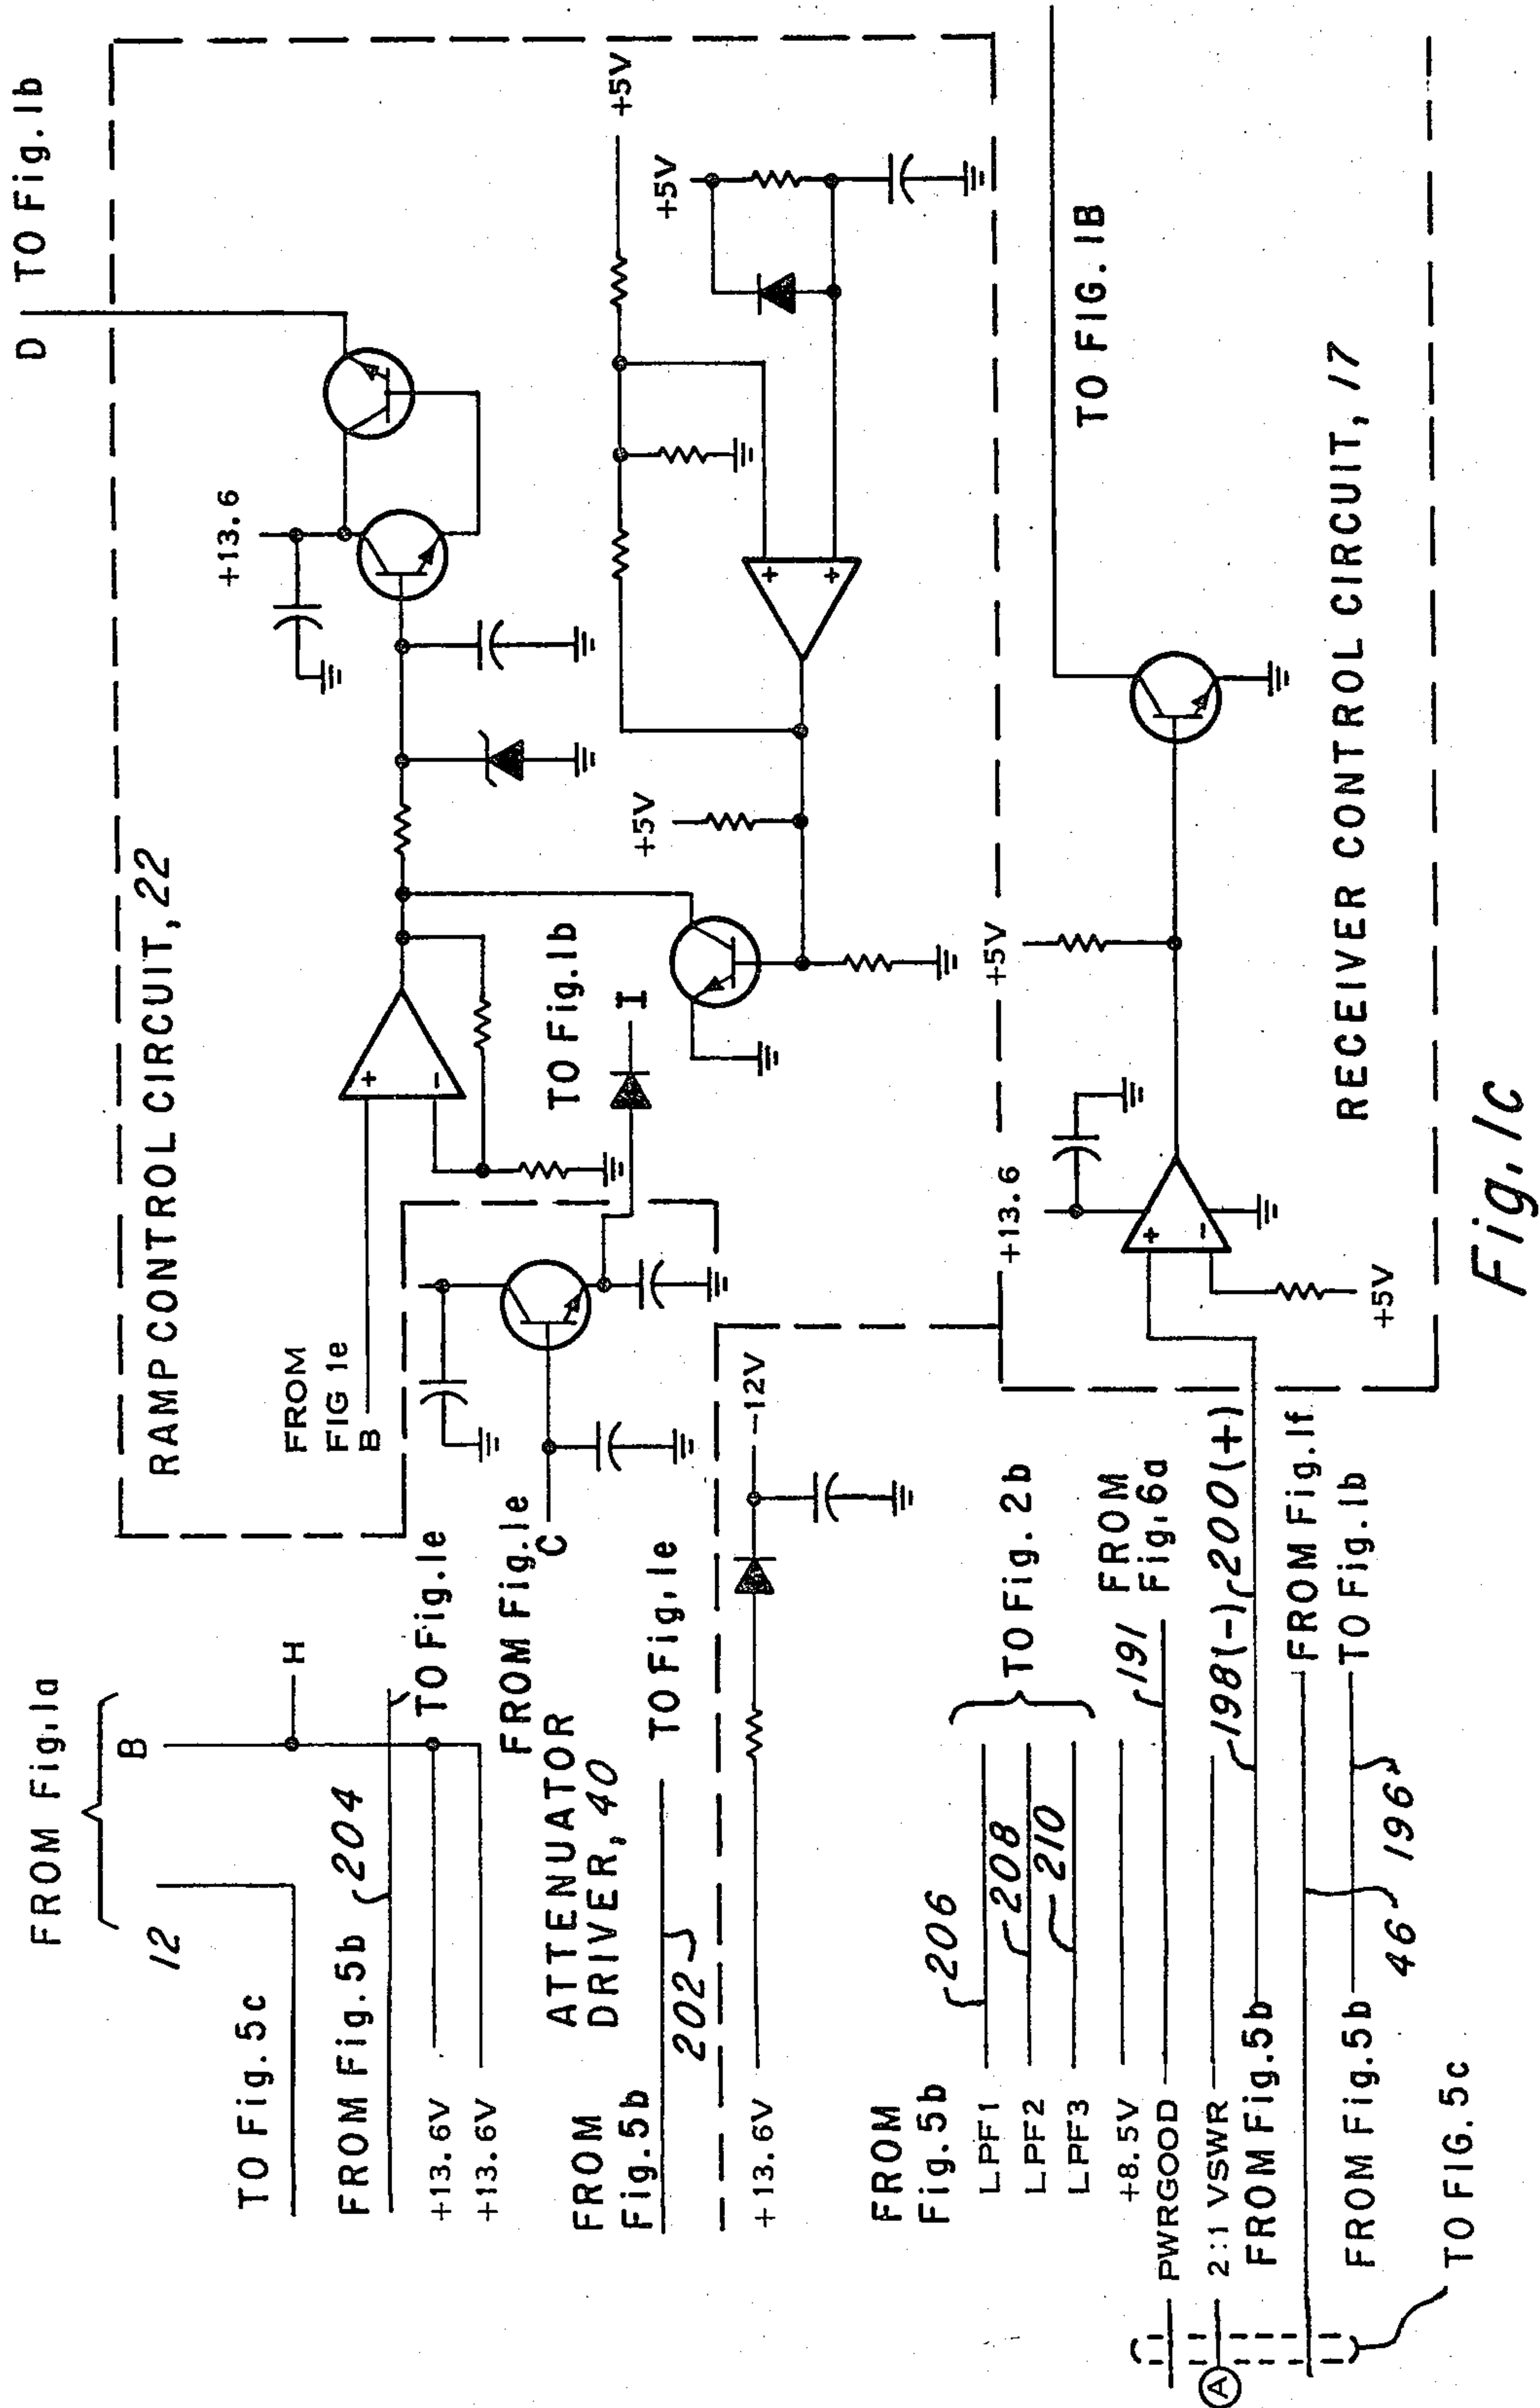 FROM Fig.1a
12
B
H
TO Fig.5c
FROM Fig.5b
204
TO Fig.1e
+13.6V
+13.6V
FROM Fig.1e
C
ATTENUATOR
DRIVER, 40
FROM
Fig.5b
202
TO Fig.1e
+13.6V
-12V
RAMP CONTROL CIRCUIT, 22
FROM
FIG 1e
B
+
-
TO Fig.1b
I
+13.6
D TO Fig.1b
+5V
+5V
+5V
+
+
FROM
Fig.5b
LPF1
LPF2
LPF3
206
208
210
TO Fig. 2b
+8.5V
PWRGOOD
191
FROM
Fig.6a
A
2:1 VSWR
198(-)
200(+)
FROM Fig.5b
FROM Fig.1f
FROM Fig.5b
TO Fig.1b
46
196
TO FIG.5c
+13.6
+5V
+
-
+5V
TO FIG.1B
RECEIVER CONTROL CIRCUIT, 17
Fig.1c